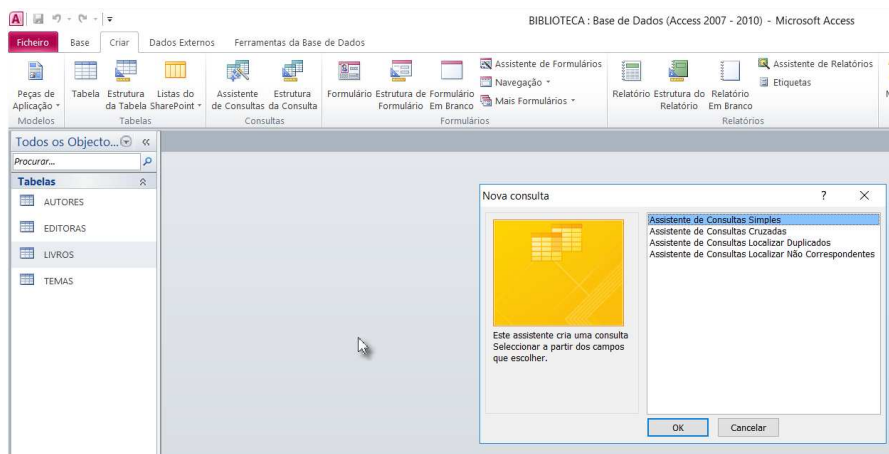 A
BIBLIOTECA : Base de Dados (Access 2007 - 2010) - Microsoft Access
Ficheiro Base Criar Dados Externos Ferramentas da Base de Dados
Peças de Aplicação
Tabela
Estrutura da Tabela
Listas do SharePoint
Assistente de Consultas
Estrutura da Consulta
Formulário
Estrutura de Formulário
Formulário Em Branco
Assistente de Formulários
Navegação
Mais Formulários
Relatório
Estrutura do Relatório
Relatório Em Branco
Assistente de Relatórios
Etiquetas
M
Modelos Tabelas Consultas Formulários Relatórios
Todos os Objecto...
Procurar...
Tabelas
AUTORES
EDITORAS
LIVROS
TEMAS
Nova consulta ?
Assistente de Consultas Simples
Assistente de Consultas Cruzadas
Assistente de Consultas Localizar Duplicados
Assistente de Consultas Localizar Não Correspondentes
Este assistente cria uma consulta
Seleccionar a partir dos campos
que escolher.
OK Cancelar